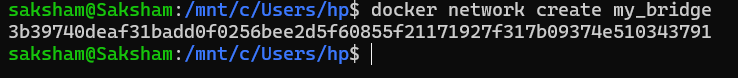 saksham@Saksham:/mnt/c/Users/hp$ docker network create my_bridge
3b39740deaf31badd0f0256bee2d5f60855f21171927f317b09374e510343791
saksham@Saksham:/mnt/c/Users/hp$